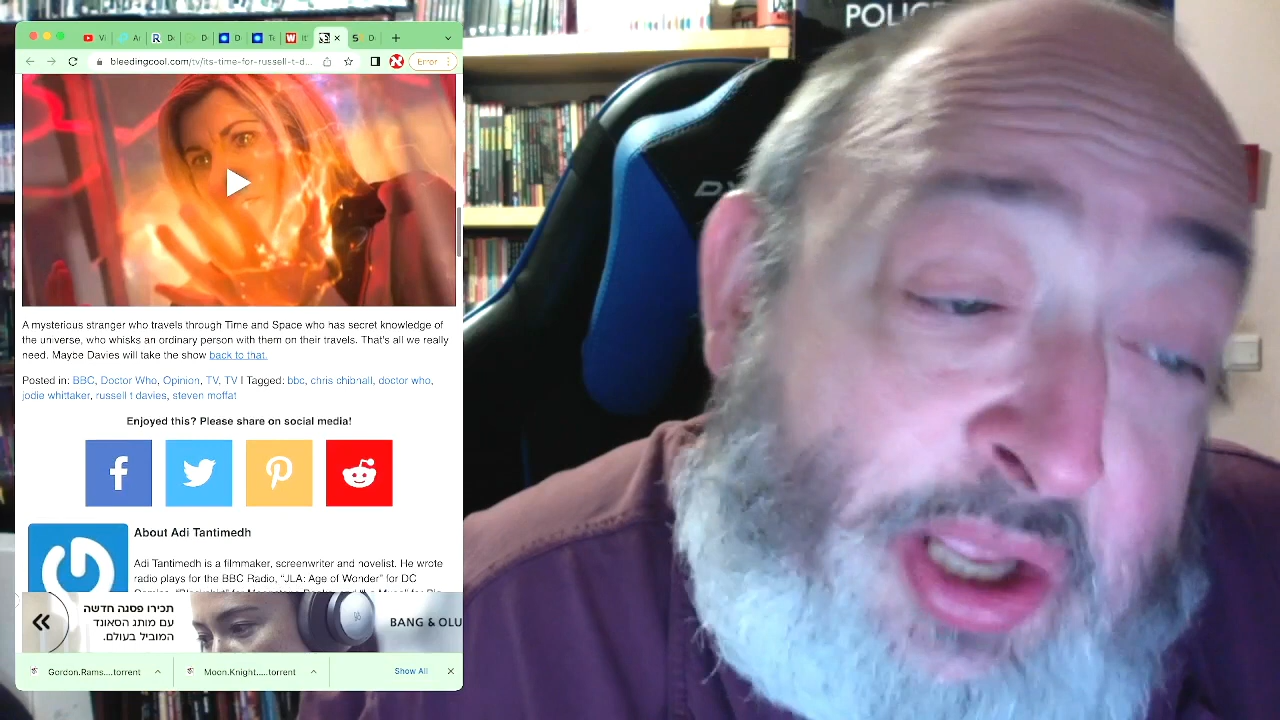 POLICE
Error
bleedingcool.com/tv/its-time-for-russell-t-d...
A mysterious stranger who travels through Time and Space who has secret knowledge of
the universe, who whisks an ordinary person with them on their travels. That's all we really
need. Maybe Davies will take the show back to that.
Posted in: BBC, Doctor Who, Opinion, TV, TV | Tagged: bbc, chris chibnall, doctor who,
jodie whittaker, russell t davies, steven moffat
Enjoyed this? Please share on social media!
About Adi Tantimedh
Adi Tantimedh is a filmmaker, screenwriter and novelist. He wrote
radio plays for the BBC Radio, "JLA: Age of Wonder" for DC
תכירו פסגה חדשה
עם מותג הסאונד
המוביל בעולם.
BANG & OLU
Gordon.Rams....torrent
Moon.Knight.....torrent
Show All